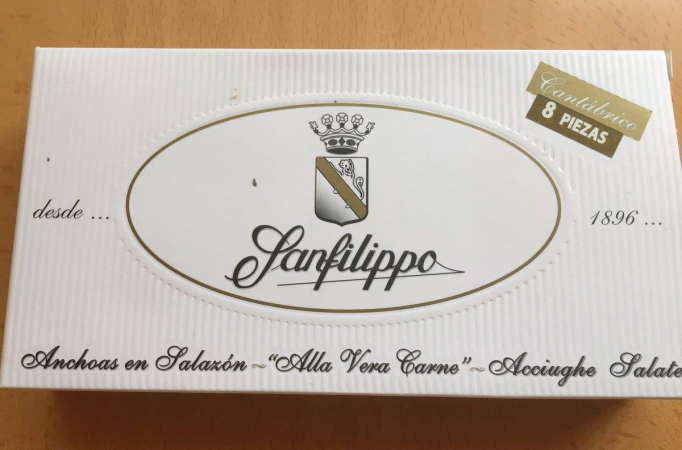 Cantábrico
8 PIEZAS
desde ...
1896 ...
Sanfilippo
Anchoas en Salazón ~ "Alla Vera Carne" ~ Acciughe Salate